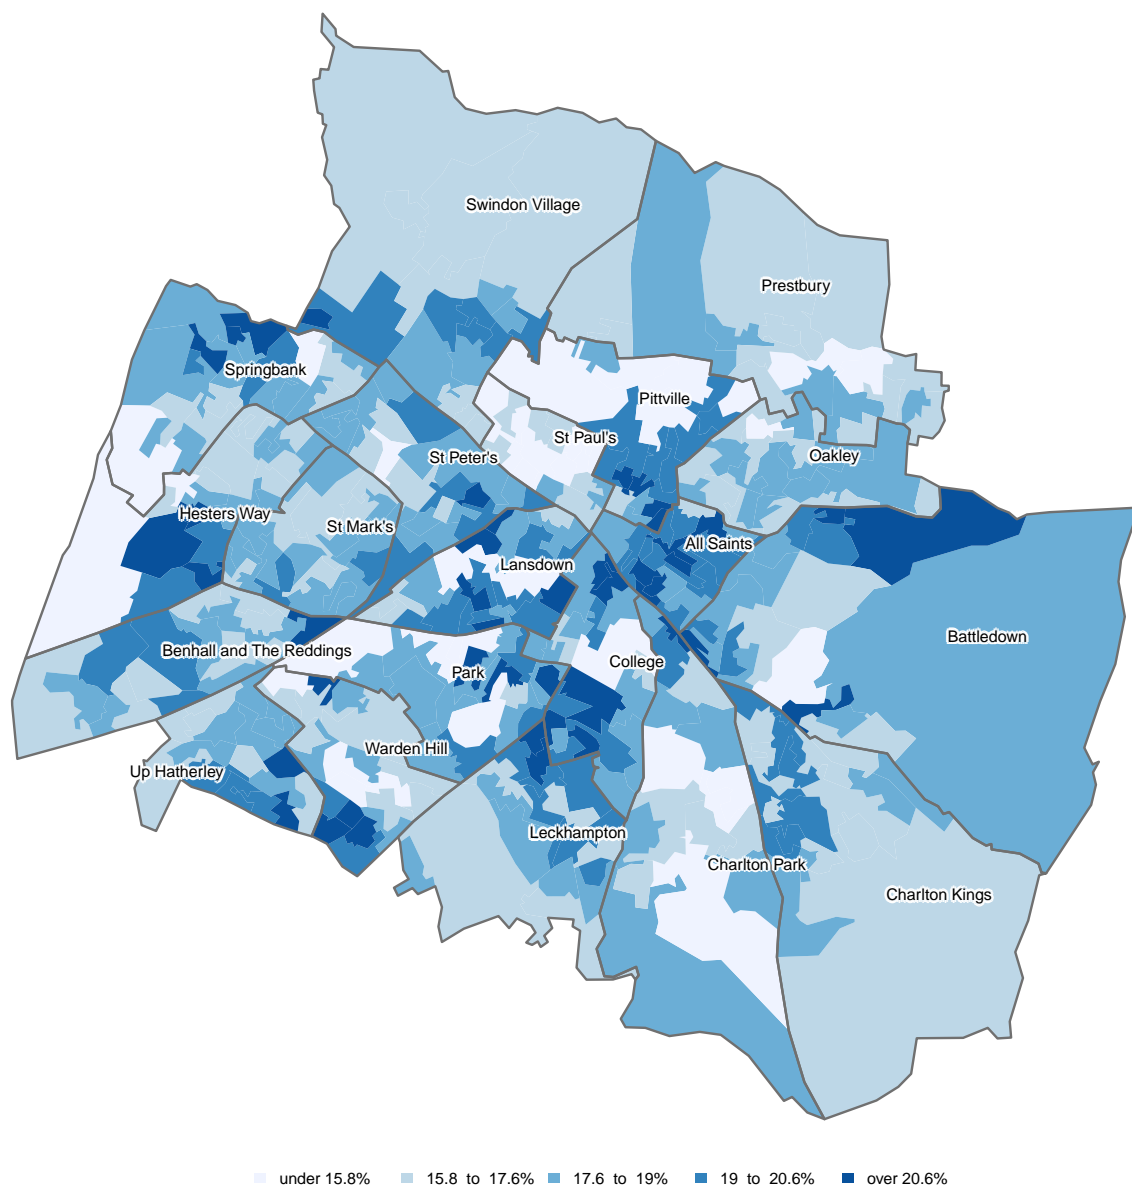 Swindon Village
Prestbury
Springbank
Pittville
St Paul's
St Peter's
Oakley
Hesters Way
St Mark's
All Saints
Lansdown
Battledown
Benhall and The Reddings
College
Park
Warden Hill
Up Hatherley
Leckhampton
Charlton Park
Charlton Kings
under 15.8% 15.8 to 17.6% 17.6 to 19% 19 to 20.6% over 20.6%